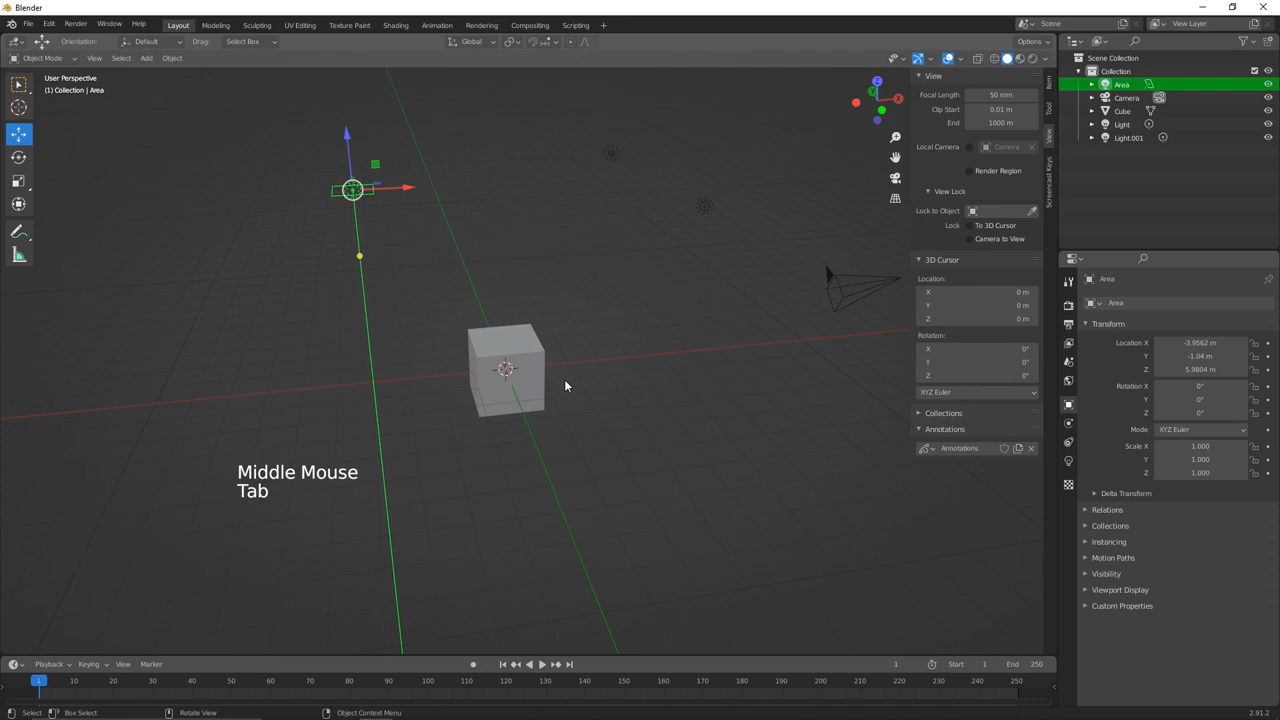 Blender
File Edit Render Window Help Layout Modeling Sculpting UV Editing Texture Paint Shading Animation Rendering Compositing Scripting + Scene View Layer
Orientation: Default Drag: Select Box Global Options
Object Mode View Select Add Object
User Perspective
(1) Collection | Area
Z
Y
X
View
Focal Length 50 mm
Clip Start 0.01 m
End 1000 m
Local Camera Camera
Render Region
View Lock
Lock to Object
Lock To 3D Cursor
Camera to View
3D Cursor
Location:
X 0 m
Y 0 m
Z 0 m
Rotation:
X 0°
Y 0°
Z 0°
XYZ Euler
Collections
Annotations
Annotations
Item
Tool
View
Screencast Keys
Scene Collection
Collection
Area
Camera
Cube
Light
Light.001
Area
Area
Transform
Location X -3.9562 m
Y -1.04 m
Z 5.9804 m
Rotation X 0°
Y 0°
Z 0°
Mode XYZ Euler
Scale X 1.000
Y 1.000
Z 1.000
Delta Transform
Relations
Collections
Instancing
Motion Paths
Visibility
Viewport Display
Custom Properties
Middle Mouse
Tab
Playback Keying View Marker 1 Start 1 End 250
1 10 20 30 40 50 60 70 80 90 100 110 120 130 140 150 160 170 180 190 200 210 220 230 240 250
Select Box Select Rotate View Object Context Menu 2.91.2